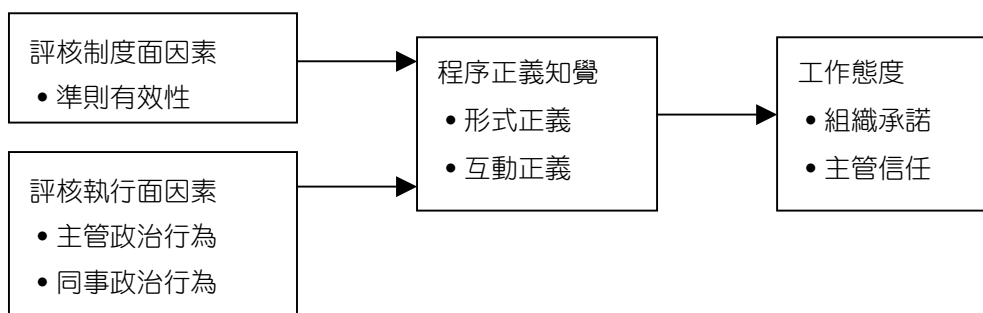 評核制度面因素
•準則有效性
評核執行面因素
•主管政治行為
•同事政治行為
程序正義知覺
•形式正義
•互動正義
工作態度
•組織承諾
•主管信任